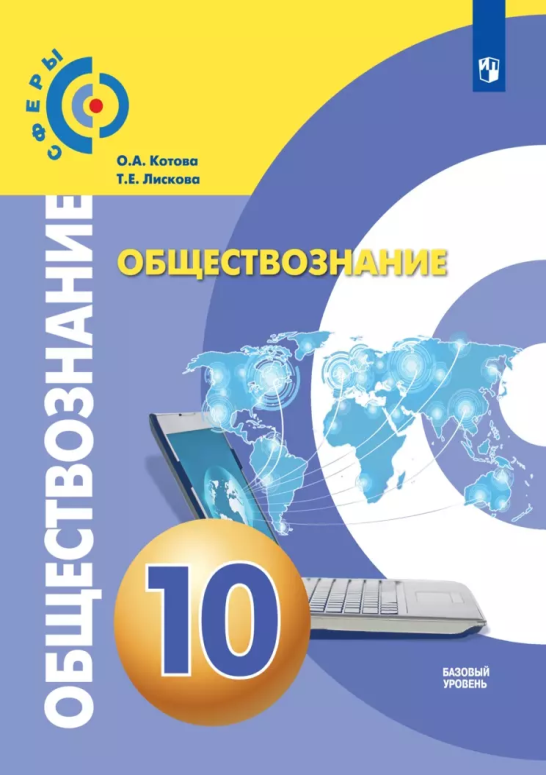 СФЕРЫ
О.А. Котова
Т.Е. Лискова
ОБЩЕСТВОЗНАНИЕ
ОБЩЕСТВОЗНАНИЕ
10
БАЗОВЫЙ
УРОВЕНЬ